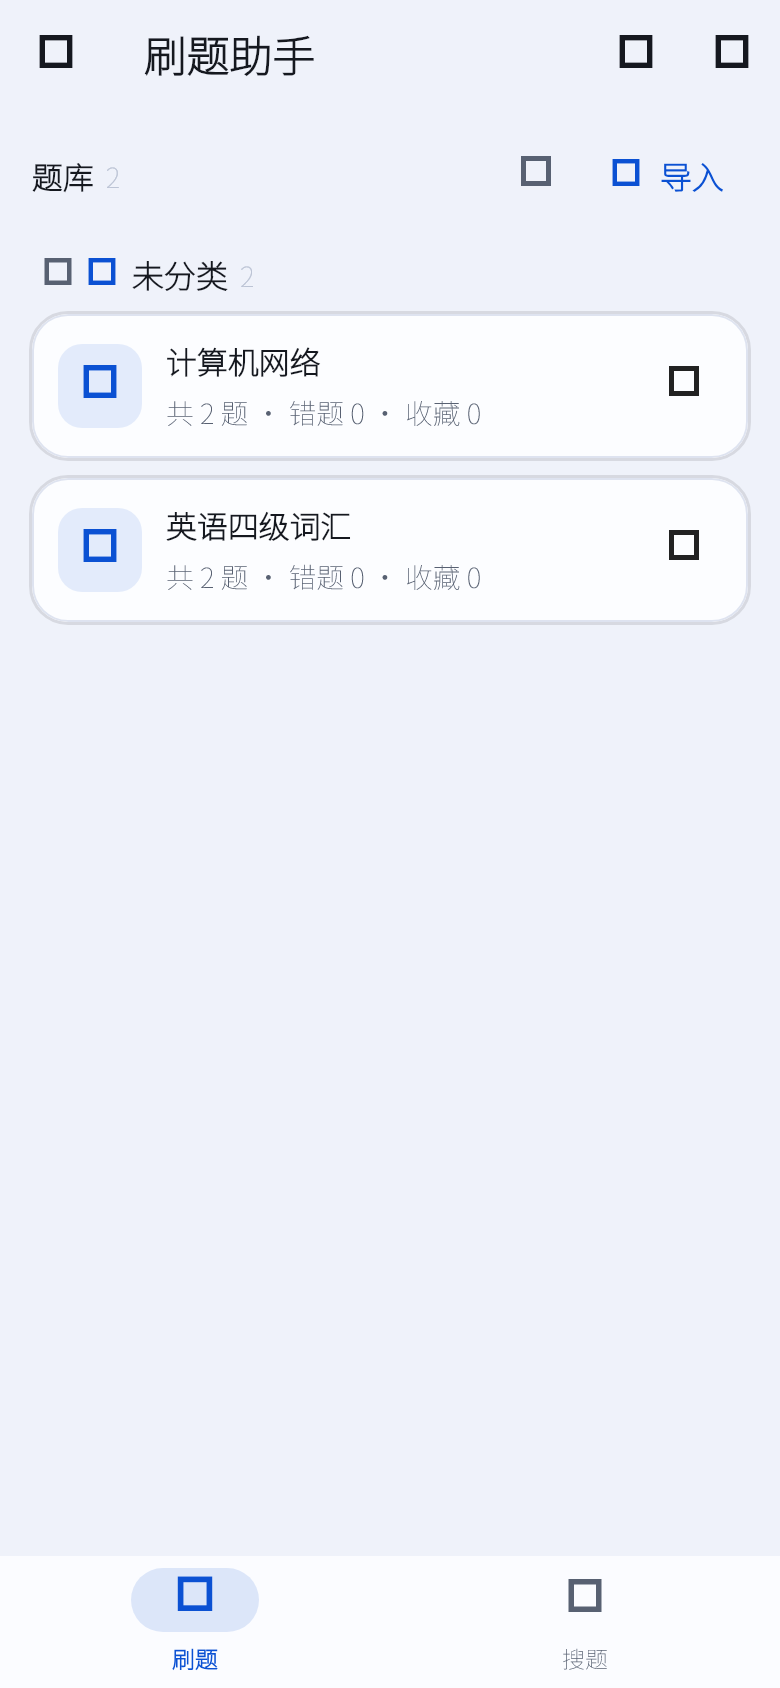 刷题助手
题库 2
导入
未分类 2
计算机网络
共 2 题 · 错题 0 · 收藏 0
英语四级词汇
共 2 题 · 错题 0 · 收藏 0
刷题
搜题